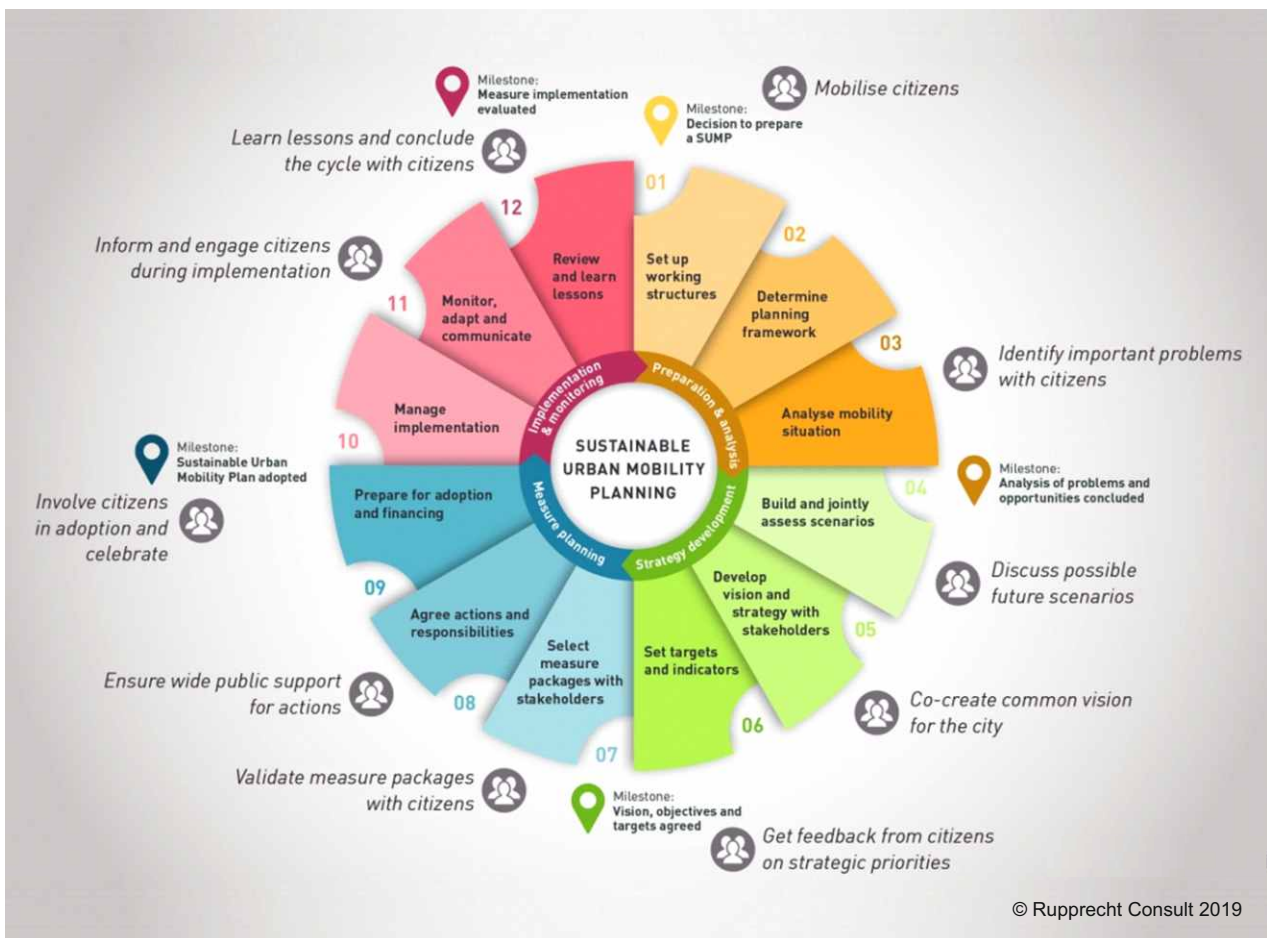 Milestone:
Measure implementation
evaluated
Milestone:
Decision to prepare
a SUMP
Mobilise citizens
Learn lessons and conclude
the cycle with citizens
Inform and engage citizens
during implementation
12
01
02
11
03
10
04
09
05
08
06
07
Review
and learn
lessons
Set up
working
structures
Monitor,
adapt and
communicate
Determine
planning
framework
Identify important problems
with citizens
Manage
implementation
Analyse mobility
situation
Implementation
& monitoring
Preparation & analysis
SUSTAINABLE
URBAN MOBILITY
PLANNING
Measure planning
Strategy development
Milestone:
Sustainable Urban
Mobility Plan adopted
Milestone:
Analysis of problems and
opportunities concluded
Involve citizens
in adoption and
celebrate
Prepare for adoption
and financing
Build and jointly
assess scenarios
Discuss possible
future scenarios
Agree actions and
responsibilities
Develop
vision and
strategy with
stakeholders
Select
measure
packages with
stakeholders
Set targets
and indicators
Ensure wide public support
for actions
Co-create common vision
for the city
Validate measure packages
with citizens
Milestone:
Vision, objectives and
targets agreed
Get feedback from citizens
on strategic priorities
© Rupprecht Consult 2019